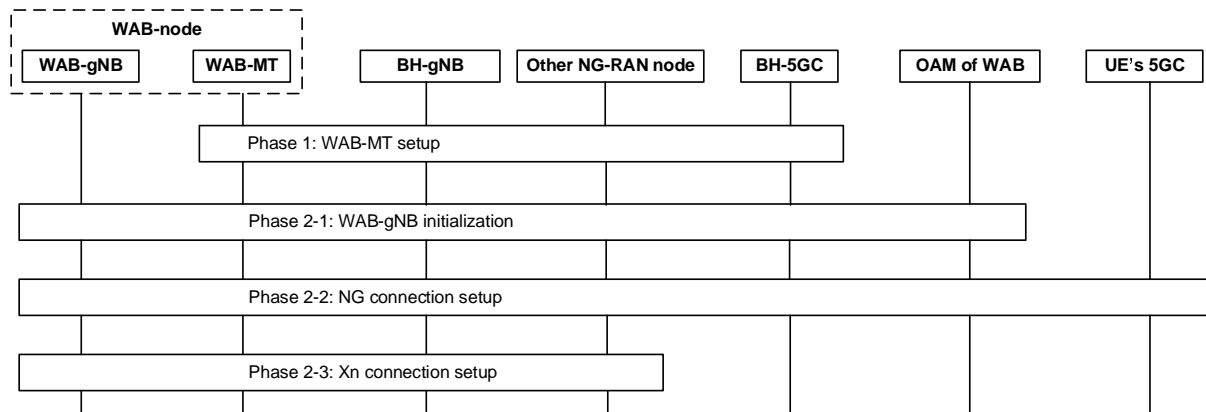 WAB-node
WAB-gNB
WAB-MT
BH-gNB
Other NG-RAN node
BH-5GC
OAM of WAB
UE's 5GC
Phase 1: WAB-MT setup
Phase 2-1: WAB-gNB initialization
Phase 2-2: NG connection setup
Phase 2-3: Xn connection setup